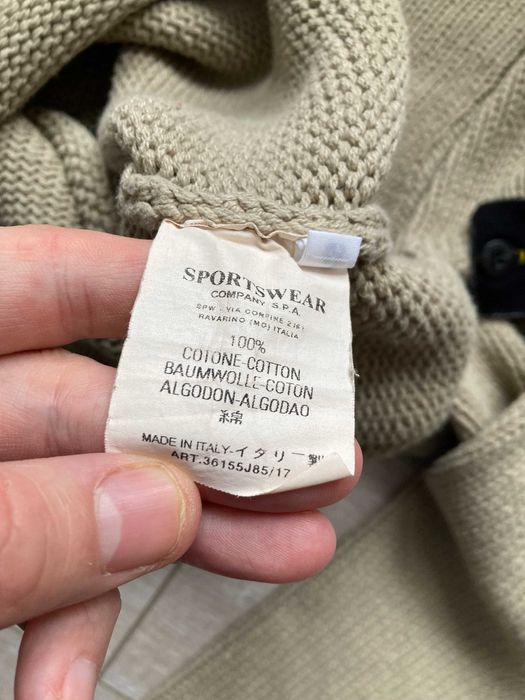 SPORTSWEAR
COMPANY S.P.A.
SPW - VIA CONFINE 2161
RAVARINO (MO) ITALIA
100%
COTONE-COTTON
BAUMWOLLE-COTON
ALGODON-ALGODAO
綿
MADE IN ITALY-イタリー製
ART.36155J85/17